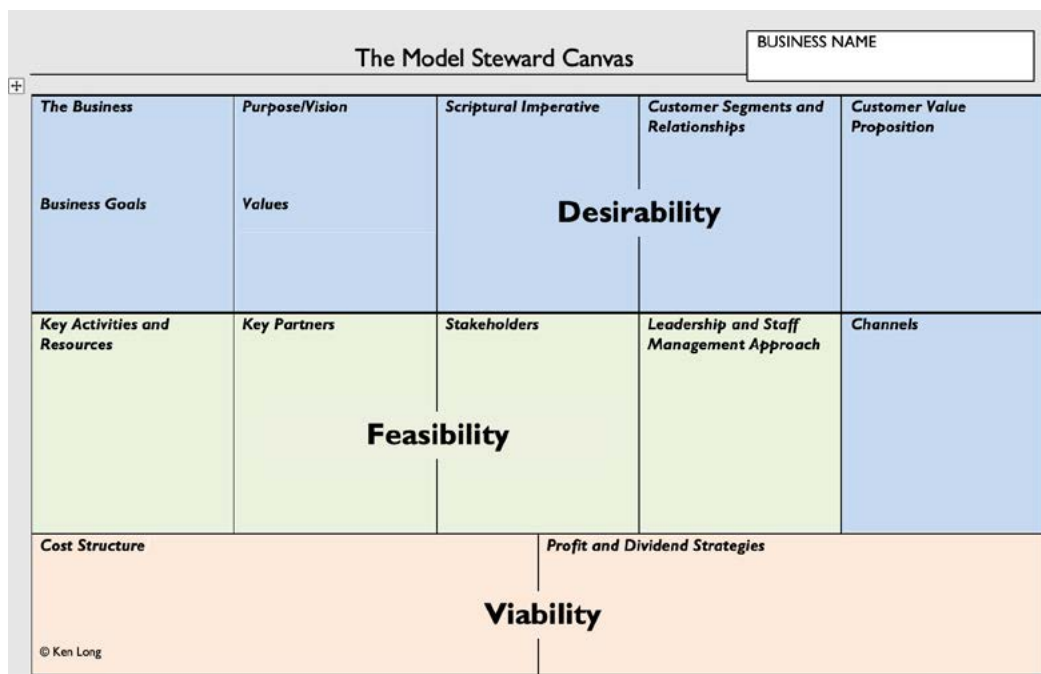 The Model Steward Canvas
BUSINESS NAME
The Business
Purpose/Vision
Scriptural Imperative
Customer Segments and
Relationships
Customer Value
Proposition
Business Goals
Values
Desirability
Key Activities and
Resources
Key Partners
Stakeholders
Leadership and Staff
Management Approach
Channels
Feasibility
Cost Structure
Profit and Dividend Strategies
Viability
© Ken Long